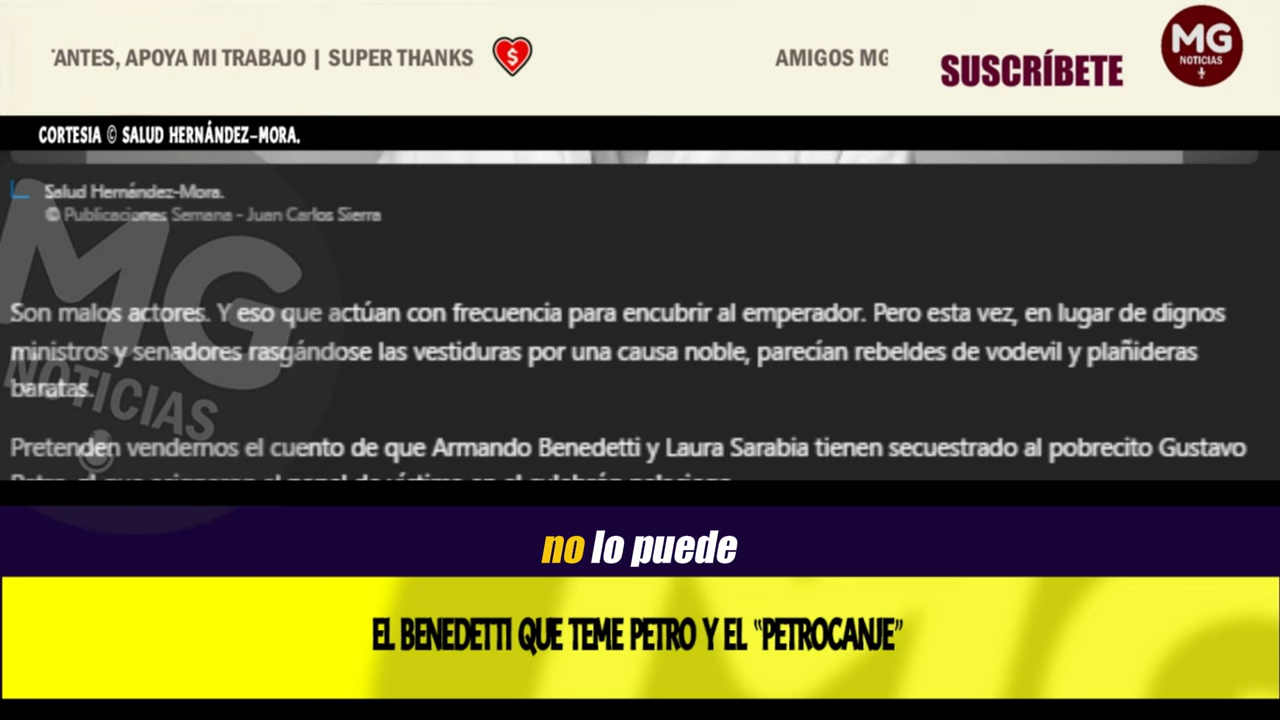 ANTES, APOYA MI TRABAJO | SUPER THANKS
$
AMIGOS MG
SUSCRÍBETE
MG
NOTICIAS
CORTESIA © SALUD HERNÁNDEZ-MORA.
Salud Hernández-Mora.
© Publicaciones Semana - Juan Carlos Sierra
MG
NOTICIAS
Son malos actores. Y eso que actúan con frecuencia para encubrir al emperador. Pero esta vez, en lugar de dignos
ministros y senadores rasgándose las vestiduras por una causa noble, parecían rebeldes de vodevil y plañideras
baratas.
Pretenden vendernos el cuento de que Armando Benedetti y Laura Sarabia tienen secuestrado al pobrecito Gustavo
no lo puede
EL BENEDETTI QUE TEME PETRO Y EL “PETROCANJE”